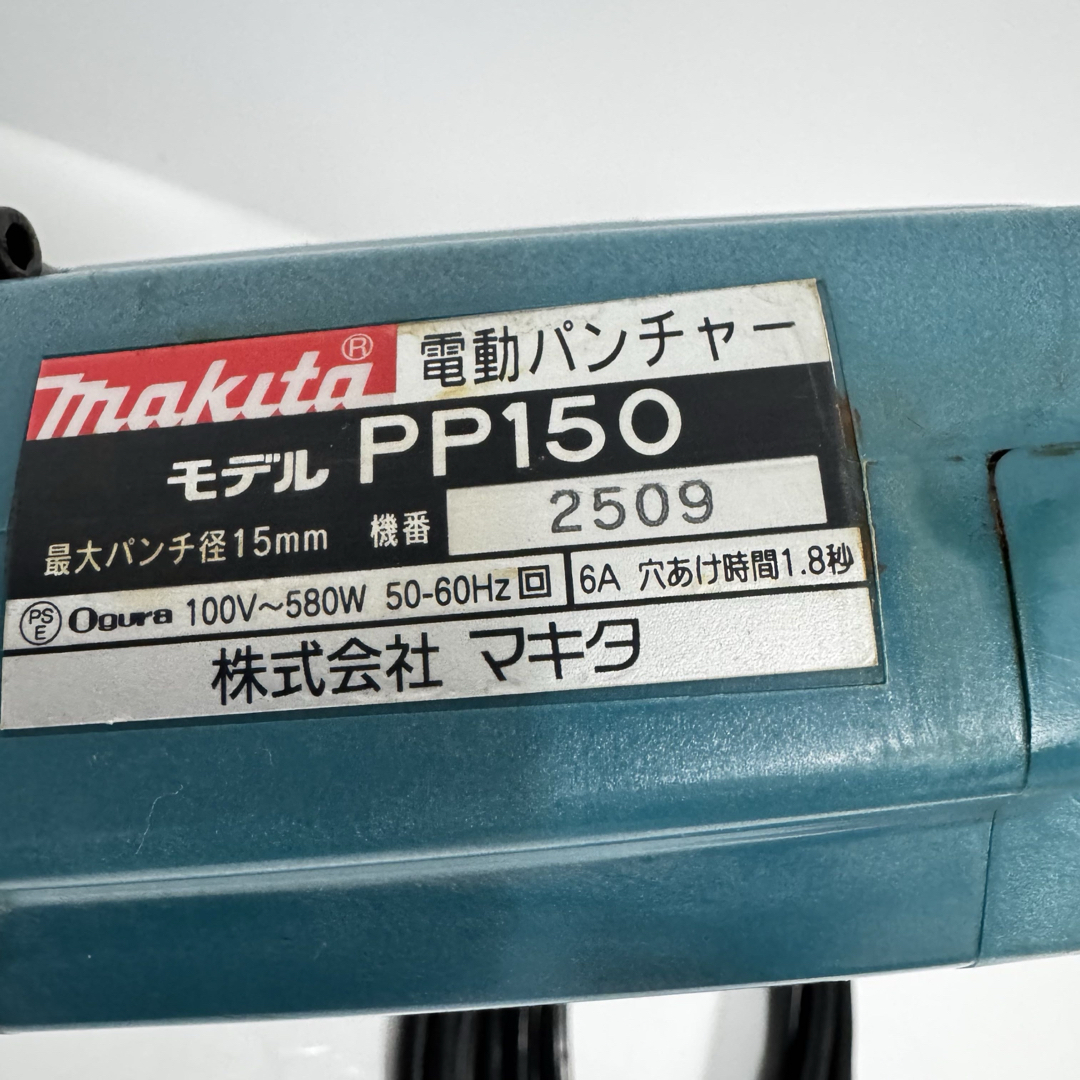 makita® 電動パンチャー
モデル PP150
最大パンチ径15mm 機番 2509
PSE Ogura 100V～580W 50-60Hz 6A 穴あけ時間1.8秒
株式会社 マキタ